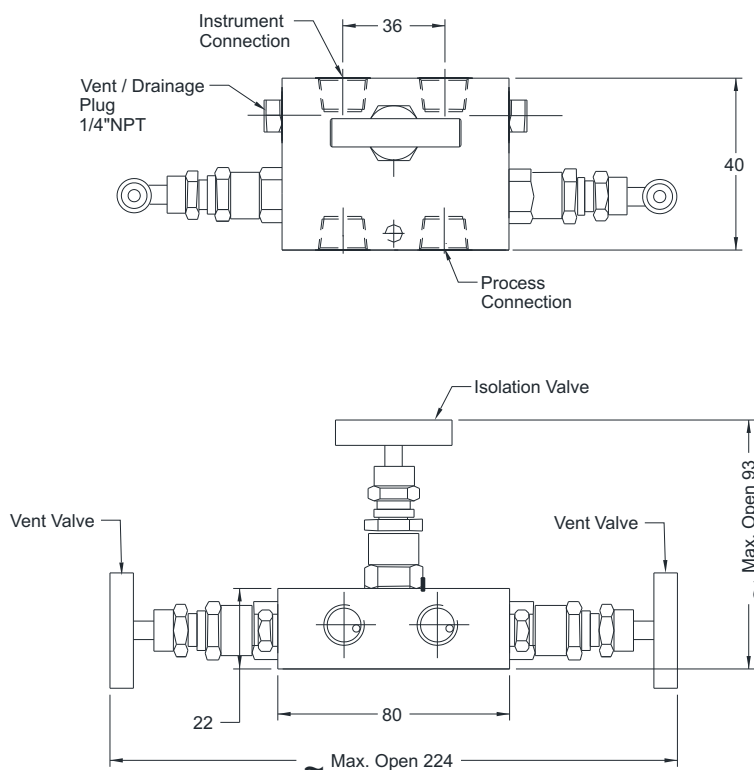 Instrument
Connection
36
Vent / Drainage
Plug
1/4"NPT
40
Process
Connection
Isolation Valve
Max. Open 93
Vent Valve
Vent Valve
22
80
Max. Open 224